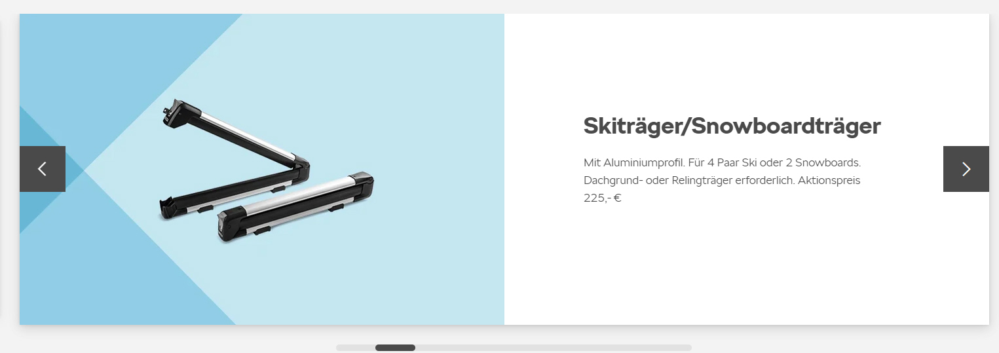 Skiträger/Snowboardträger
Mit Aluminiumprofil. Für 4 Paar Ski oder 2 Snowboards.
Dachgrund- oder Relingträger erforderlich. Aktionspreis
225,- €